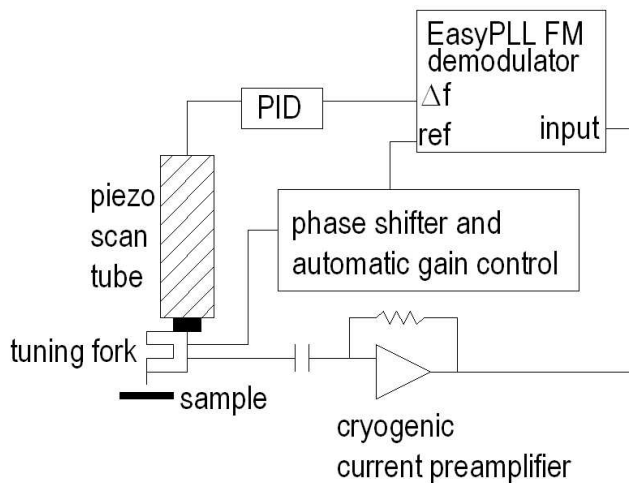 EasyPLL FM
demodulator
Δf
ref
input
PID
piezo
scan
tube
phase shifter and
automatic gain control
tuning fork
sample
cryogenic
current preamplifier